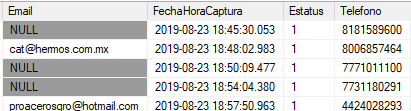 Email FechaHoraCaptura Estatus Telefono
NULL 2019-08-23 18:45:30.053 1 8181589600
cat@hermos.com.mx 2019-08-23 18:48:02.983 1 8006857464
NULL 2019-08-23 18:50:09.477 1 7771011100
NULL 2019-08-23 18:54:04.380 1 7731180291
proacerosgro@hotmail.com 2019-08-23 18:57:50.963 1 4424028293